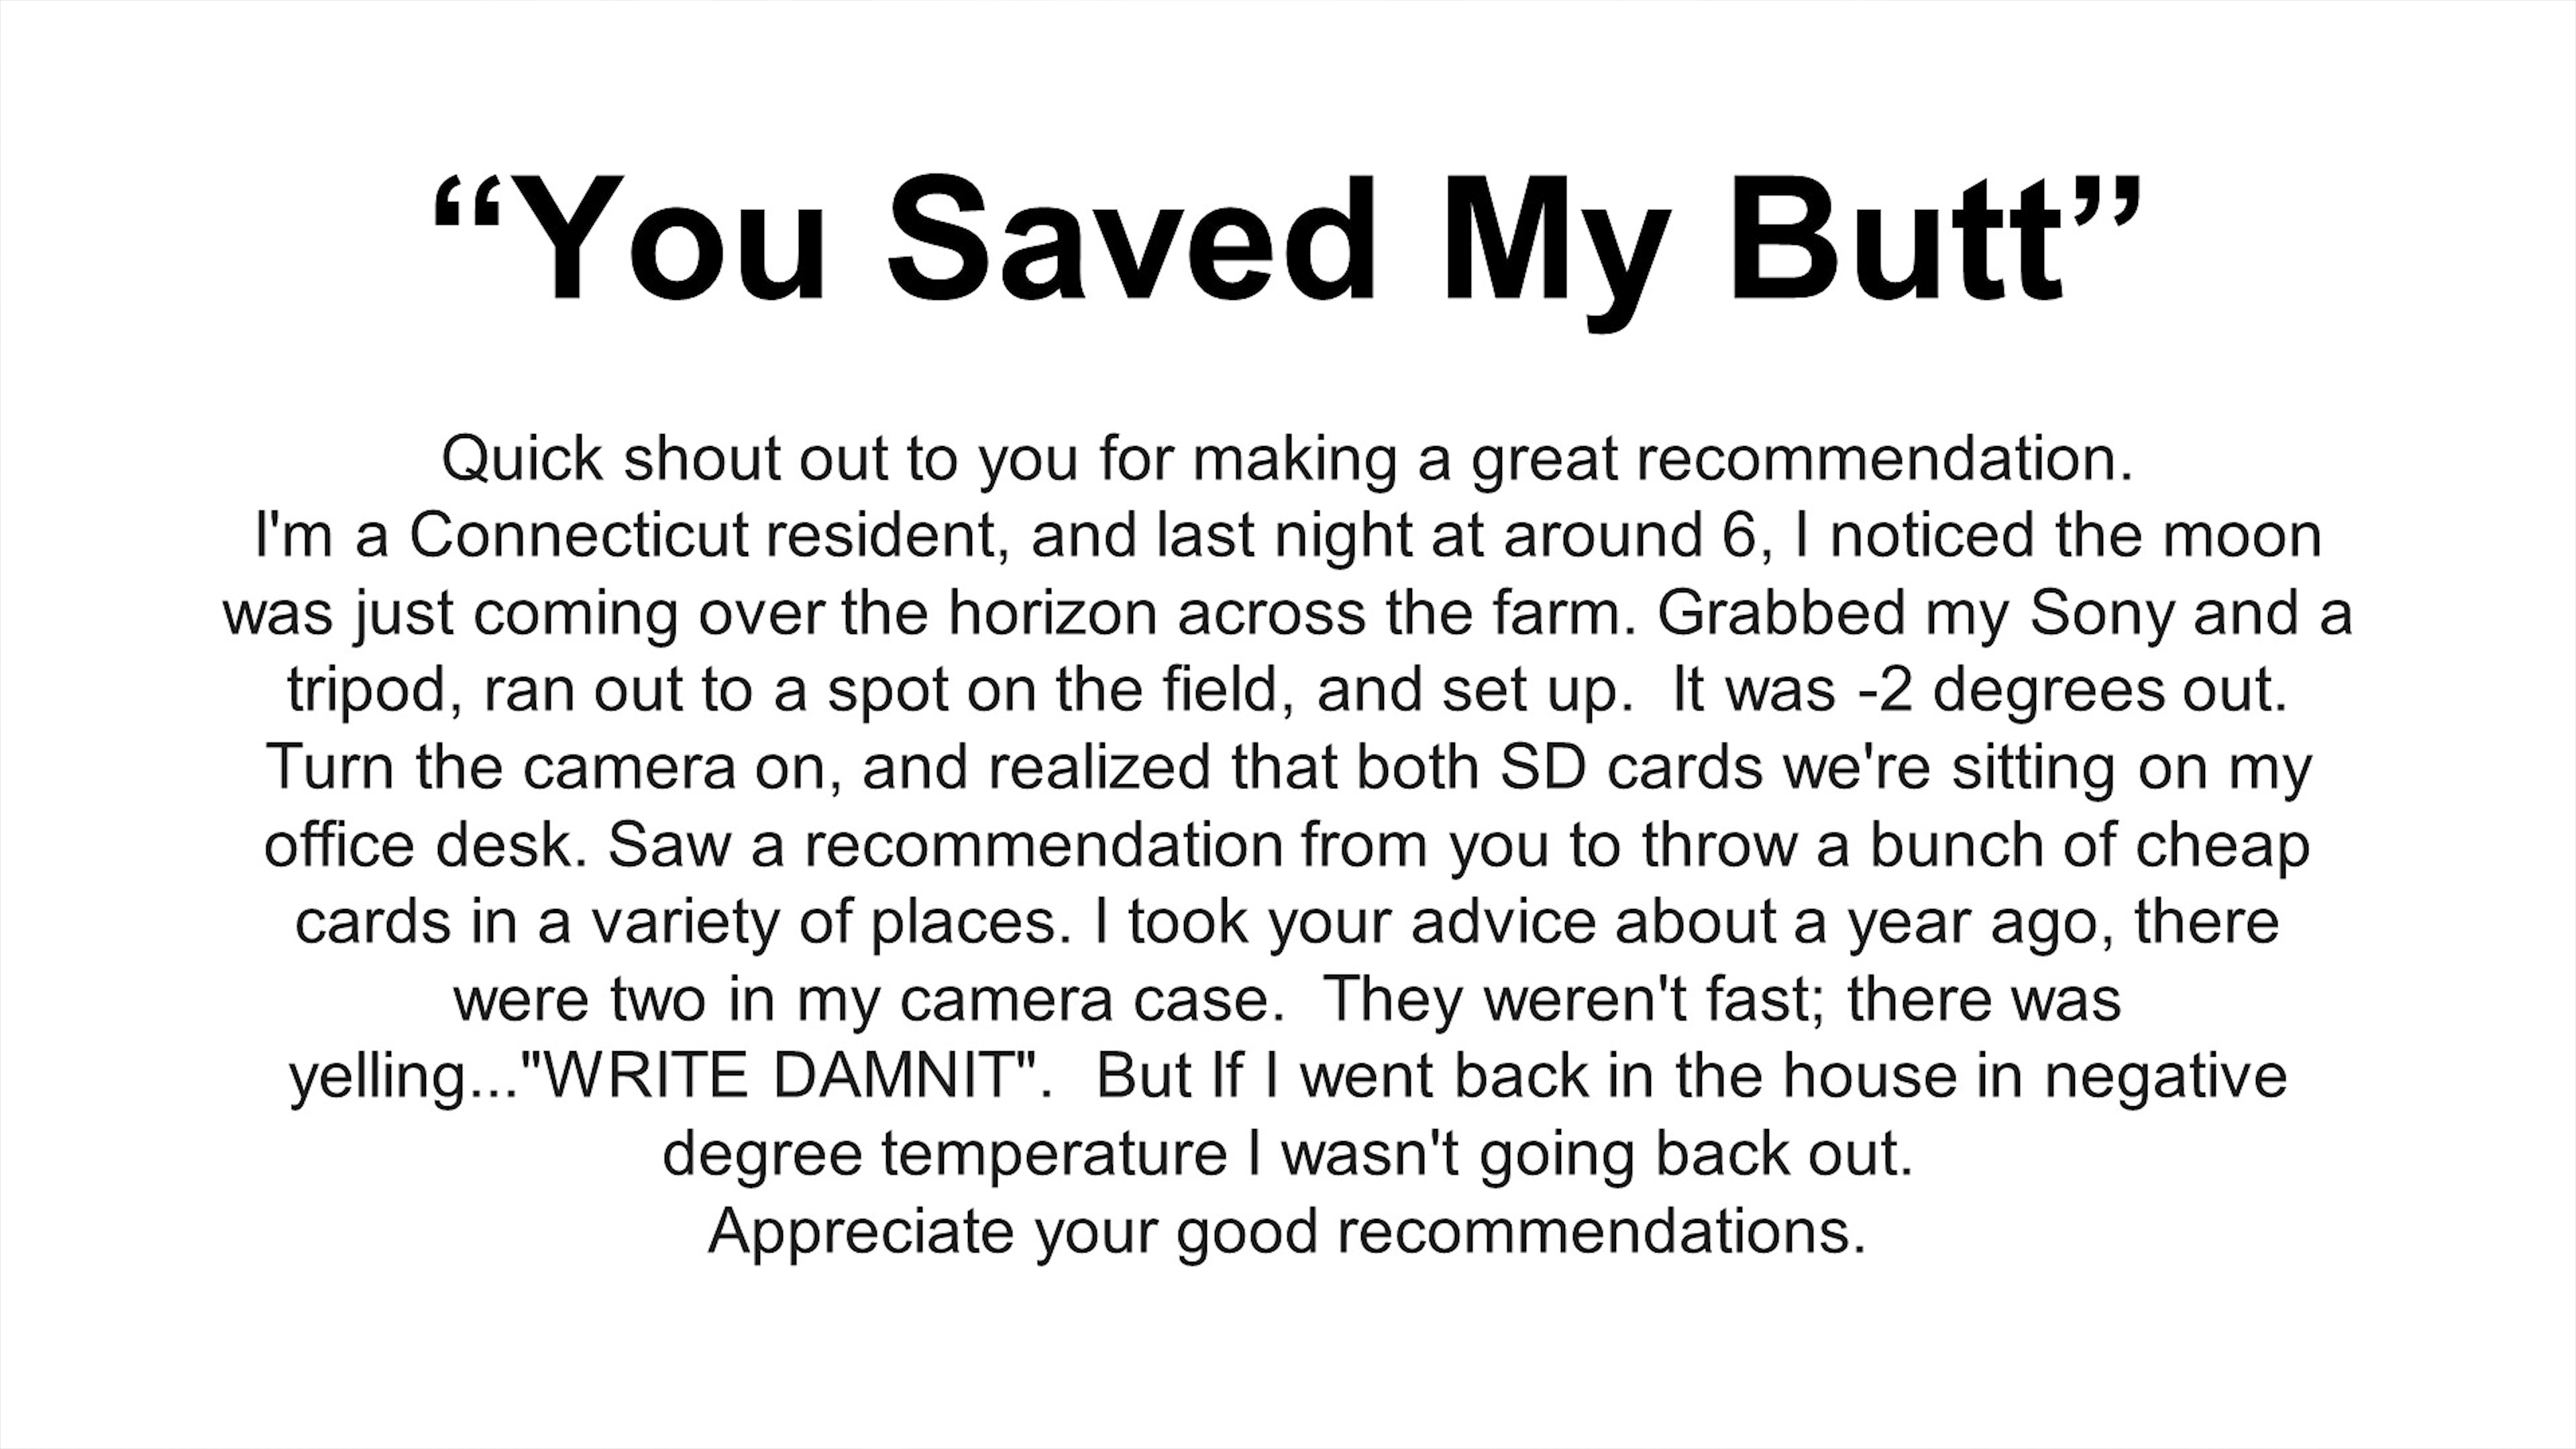 “You Saved My Butt”
Quick shout out to you for making a great recommendation.
I'm a Connecticut resident, and last night at around 6, I noticed the moon
was just coming over the horizon across the farm. Grabbed my Sony and a
tripod, ran out to a spot on the field, and set up.  It was -2 degrees out.
Turn the camera on, and realized that both SD cards we're sitting on my
office desk. Saw a recommendation from you to throw a bunch of cheap
cards in a variety of places. I took your advice about a year ago, there
were two in my camera case.  They weren't fast; there was
yelling..."WRITE DAMNIT".  But If I went back in the house in negative
degree temperature I wasn't going back out.
Appreciate your good recommendations.